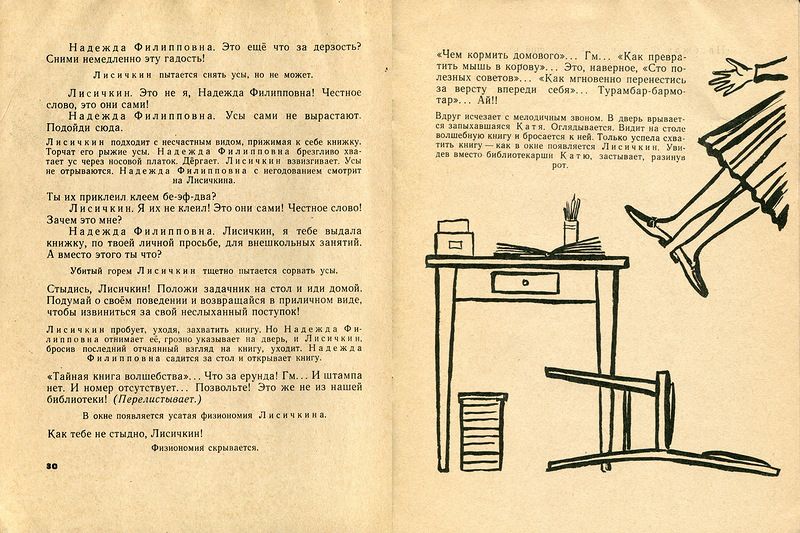 Надежда Филипповна. Это ещё что за дерзость?
Сними немедленно эту гадость!
Лисичкин пытается снять усы, но не может.
Лисичкин. Это не я, Надежда Филипповна! Честное
слово, это они сами!
Надежда Филипповна. Усы сами не вырастают.
Подойди сюда.
Лисичкин подходит с несчастным видом, прижимая к себе книжку.
Торчат его рыжие усы. Надежда Филипповна брезгливо хва-
тает ус через носовой платок. Дёргает. Лисичкин взвизгивает. Усы
не отрываются. Надежда Филипповна с негодованием смотрит
на Лисичкина.
Ты их приклеил клеем бе-эф-два?
Лисичкин. Я их не клеил! Это они сами! Честное слово!
Зачем это мне?
Надежда Филипповна. Лисичкин, я тебе выдала
книжку, по твоей личной просьбе, для внешкольных занятий.
А вместо этого ты что?
Убитый горем Лисичкин тщетно пытается сорвать усы.
Стыдись, Лисичкин! Положи задачник на стол и иди домой.
Подумай о своём поведении и возвращайся в приличном виде,
чтобы извиниться за свой неслыханный поступок!
Лисичкин пробует, уходя, захватить книгу. Но Надежда Фи-
липповна отнимает её, грозно указывает на дверь, и Лисичкин,
бросив последний отчаянный взгляд на книгу, уходит. Надежда
Филипповна садится за стол и открывает книгу.
«Тайная книга волшебства»... Что за ерунда! Гм... И штампа
нет. И номер отсутствует... Позвольте! Это же не из нашей
библиотеки! (Перелистывает.)
В окне появляется усатая физиономия Лисичкина.
Как тебе не стыдно, Лисичкин!
Физиономия скрывается.
30
«Чем кормить домового»... Гм... «Как превра-
тить мышь в корову»... Это, наверное, «Сто по-
лезных советов»... «Как мгновенно перенестись
за версту впереди себя»... Турамбар-бармо-
тар»... Ай!!
Вдруг исчезает с мелодичным звоном. В дверь врывает-
ся запыхавшаяся Катя. Оглядывается. Видит на столе
волшебную книгу и бросается к ней. Только успела схва-
тить книгу — как в окне появляется Лисичкин. Уви-
дев вместо библиотекарши Катю, застывает, разинув
рот.